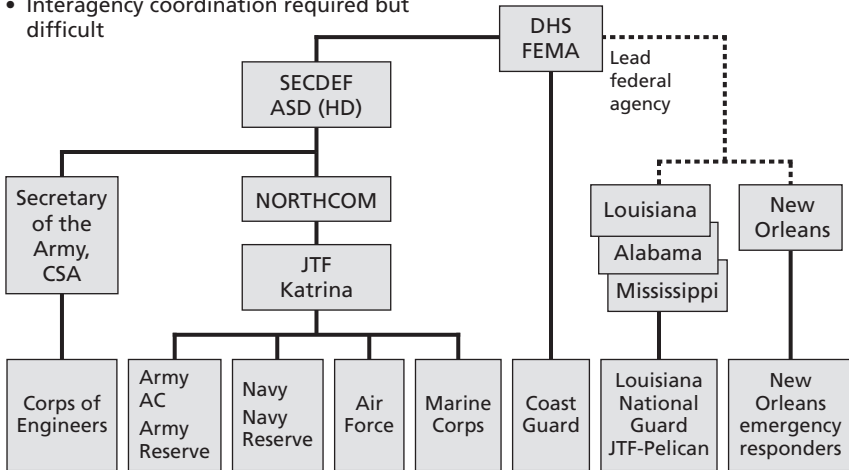 • Interagency coordination required but
difficult
DHS
FEMA
Lead
federal
agency
SECDEF
ASD (HD)
Secretary
of the
Army,
CSA
NORTHCOM
Louisiana
Alabama
Mississippi
New
Orleans
JTF
Katrina
Corps of
Engineers
Army
AC
Army
Reserve
Navy
Navy
Reserve
Air
Force
Marine
Corps
Coast
Guard
Louisiana
National
Guard
JTF-Pelican
New
Orleans
emergency
responders